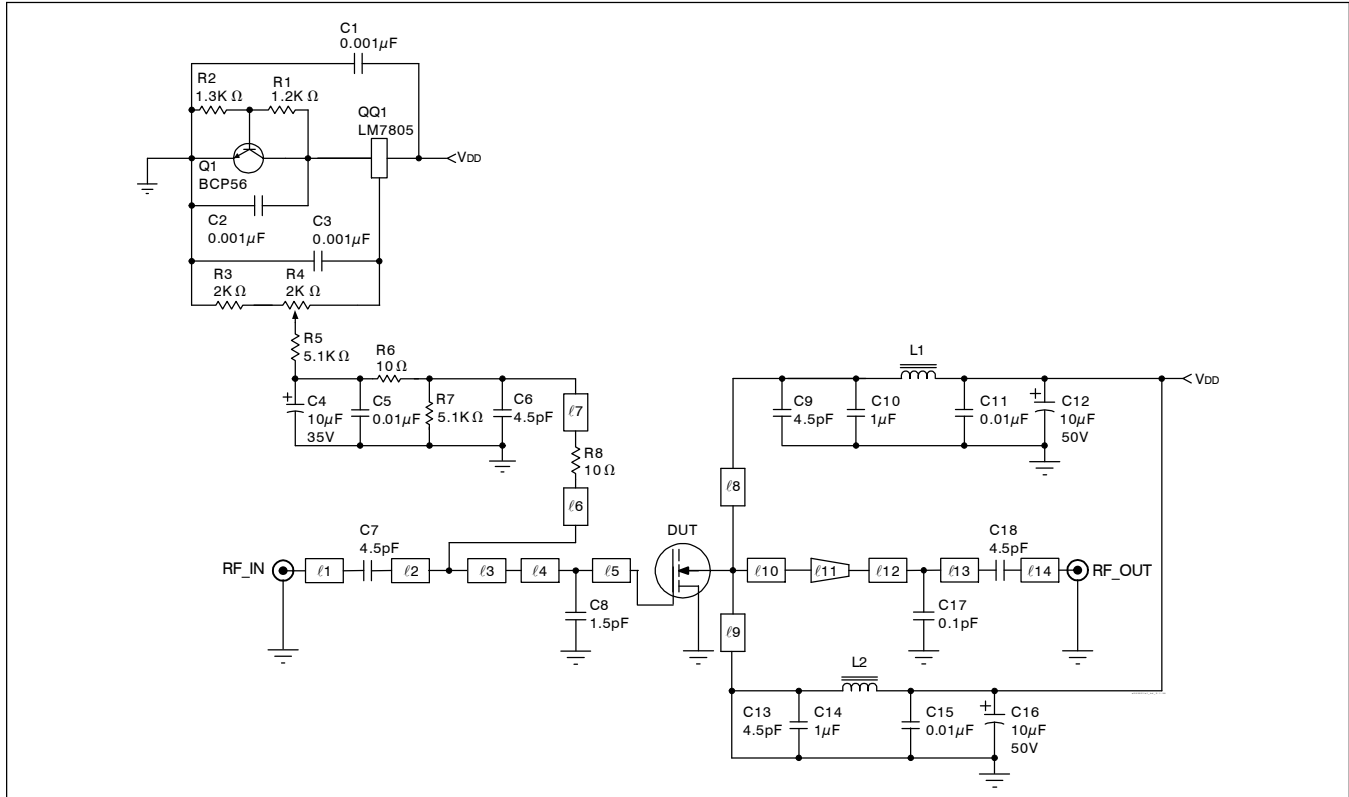 C1
0.001μF
R2
1.3K Ω
R1
1.2K Ω
QQ1
LM7805
VDD
Q1
BCP56
C2
0.001μF
C3
0.001μF
R3
2K Ω
R4
2K Ω
R5
5.1K Ω
R6
10 Ω
C4
10μF
35V
C5
0.01μF
R7
5.1K Ω
C6
4.5pF
ℓ7
R8
10 Ω
ℓ6
L1
VDD
C9
4.5pF
C10
1μF
C11
0.01μF
C12
10μF
50V
ℓ8
DUT
RF_IN
ℓ1
C7
4.5pF
ℓ2
ℓ3
ℓ4
ℓ5
C8
1.5pF
ℓ10
ℓ11
ℓ12
ℓ13
C18
4.5pF
ℓ14
RF_OUT
C17
0.1pF
ℓ9
L2
C13
4.5pF
C14
1μF
C15
0.01μF
C16
10μF
50V